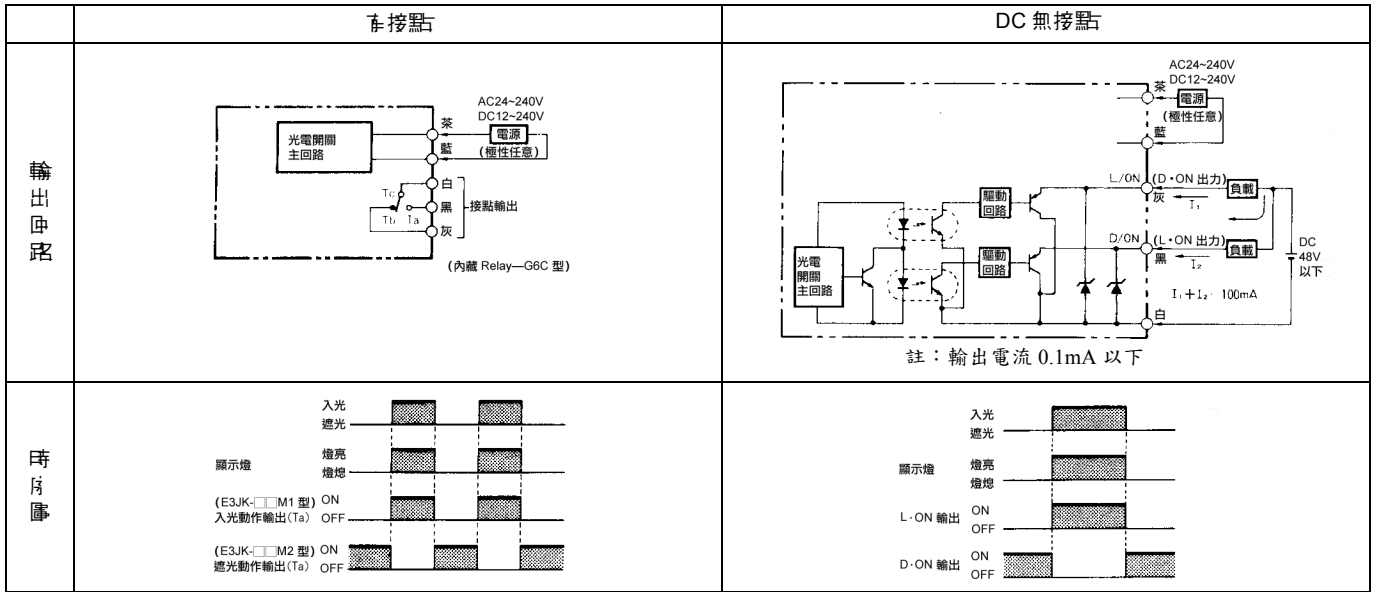 有接點
DC 無接點
輸出回路
AC24~240V
DC12~240V
茶
電源
(極性任意)
藍
光電開關
主回路
白
Tc
黑
接點輸出
Tb
Ta
灰
(內藏 Relay—G6C 型)
AC24~240V
DC12~240V
茶
電源
(極性任意)
藍
L/ON
(D・ON 出力)
負載
灰
I₁
驅動
回路
D/ON
(L・ON 出力)
負載
黑
I₂
驅動
回路
DC
48V
以下
光電
開關
主回路
I₁+I₂ 100mA
白
註：輸出電流 0.1mA 以下
時序圖
入光
遮光
顯示燈
燈亮
燈熄
(E3JK-□□M1 型) ON
入光動作輸出(Ta) OFF
(E3JK-□□M2 型) ON
遮光動作輸出(Ta) OFF
入光
遮光
顯示燈
燈亮
燈熄
L·ON 輸出
ON
OFF
D·ON 輸出
ON
OFF